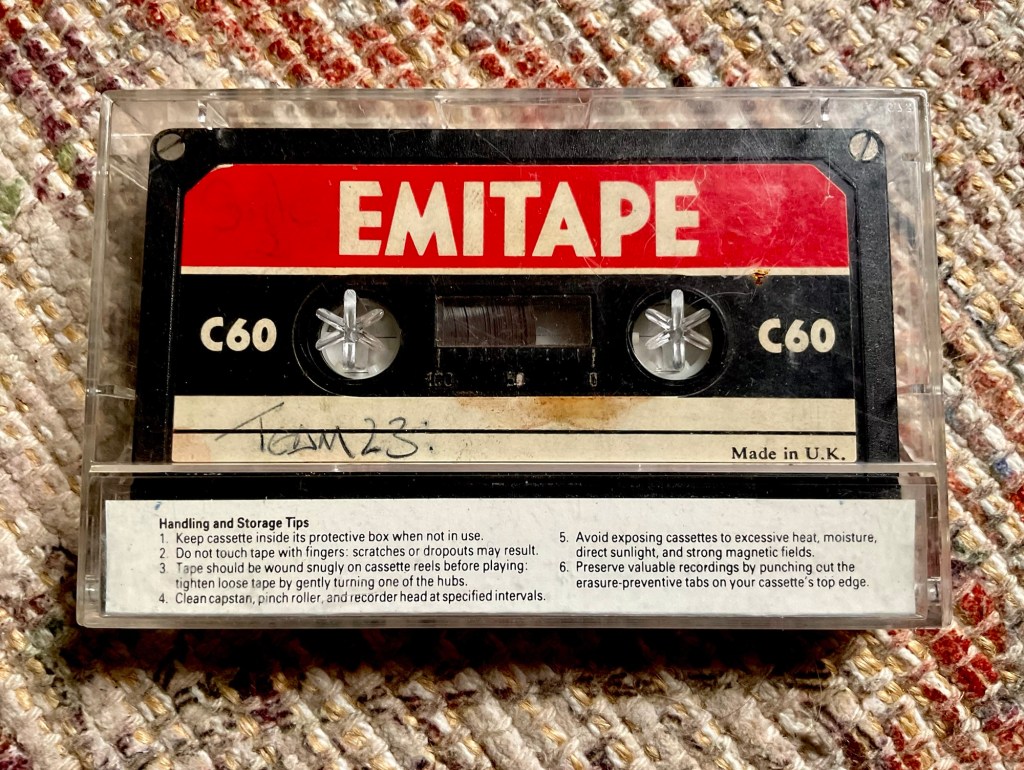 EMITAPE
C60
C60
100 50 0
Team 23:
Made in U.K.
Handling and Storage Tips
1. Keep cassette inside its protective box when not in use.
2. Do not touch tape with fingers: scratches or dropouts may result.
3. Tape should be wound snugly on cassette reels before playing:
tighten loose tape by gently turning one of the hubs.
4. Clean capstan, pinch roller, and recorder head at specified intervals.
5. Avoid exposing cassettes to excessive heat, moisture,
direct sunlight, and strong magnetic fields.
6. Preserve valuable recordings by punching out the
erasure-preventive tabs on your cassette's top edge.